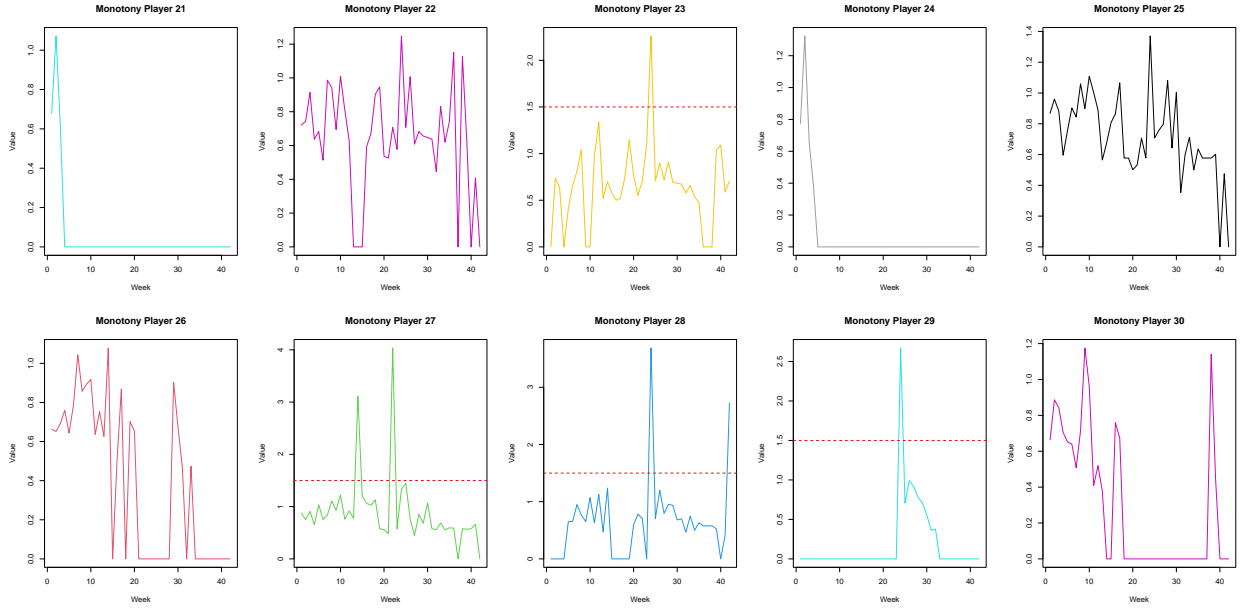 Monotony Player 21
Value
0.0 0.2 0.4 0.6 0.8 1.0
0 10 20 30 40
Week
Monotony Player 22
Value
0.0 0.2 0.4 0.6 0.8 1.0 1.2
0 10 20 30 40
Week
Monotony Player 23
Value
0.0 0.5 1.0 1.5 2.0
0 10 20 30 40
Week
Monotony Player 24
Value
0.0 0.2 0.4 0.6 0.8 1.0 1.2
0 10 20 30 40
Week
Monotony Player 25
Value
0.0 0.2 0.4 0.6 0.8 1.0 1.2 1.4
0 10 20 30 40
Week
Monotony Player 26
Value
0.0 0.2 0.4 0.6 0.8 1.0
0 10 20 30 40
Week
Monotony Player 27
Value
0 1 2 3 4
0 10 20 30 40
Week
Monotony Player 28
Value
0 1 2 3
0 10 20 30 40
Week
Monotony Player 29
Value
0.0 0.5 1.0 1.5 2.0 2.5
0 10 20 30 40
Week
Monotony Player 30
Value
0.0 0.2 0.4 0.6 0.8 1.0 1.2
0 10 20 30 40
Week